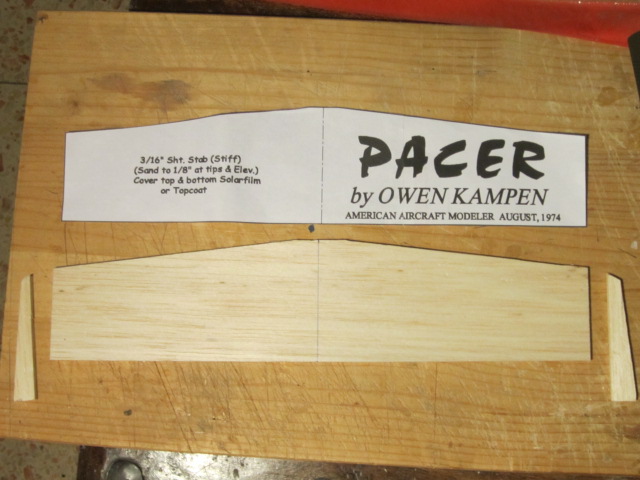 3/16" Sht. Stab (Stiff)
(Sand to 1/8" at tips & Elev.)
Cover top & bottom Solarfilm
or Topcoat
PACER
by OWEN KAMPEN
AMERICAN AIRCRAFT MODELER AUGUST, 1974